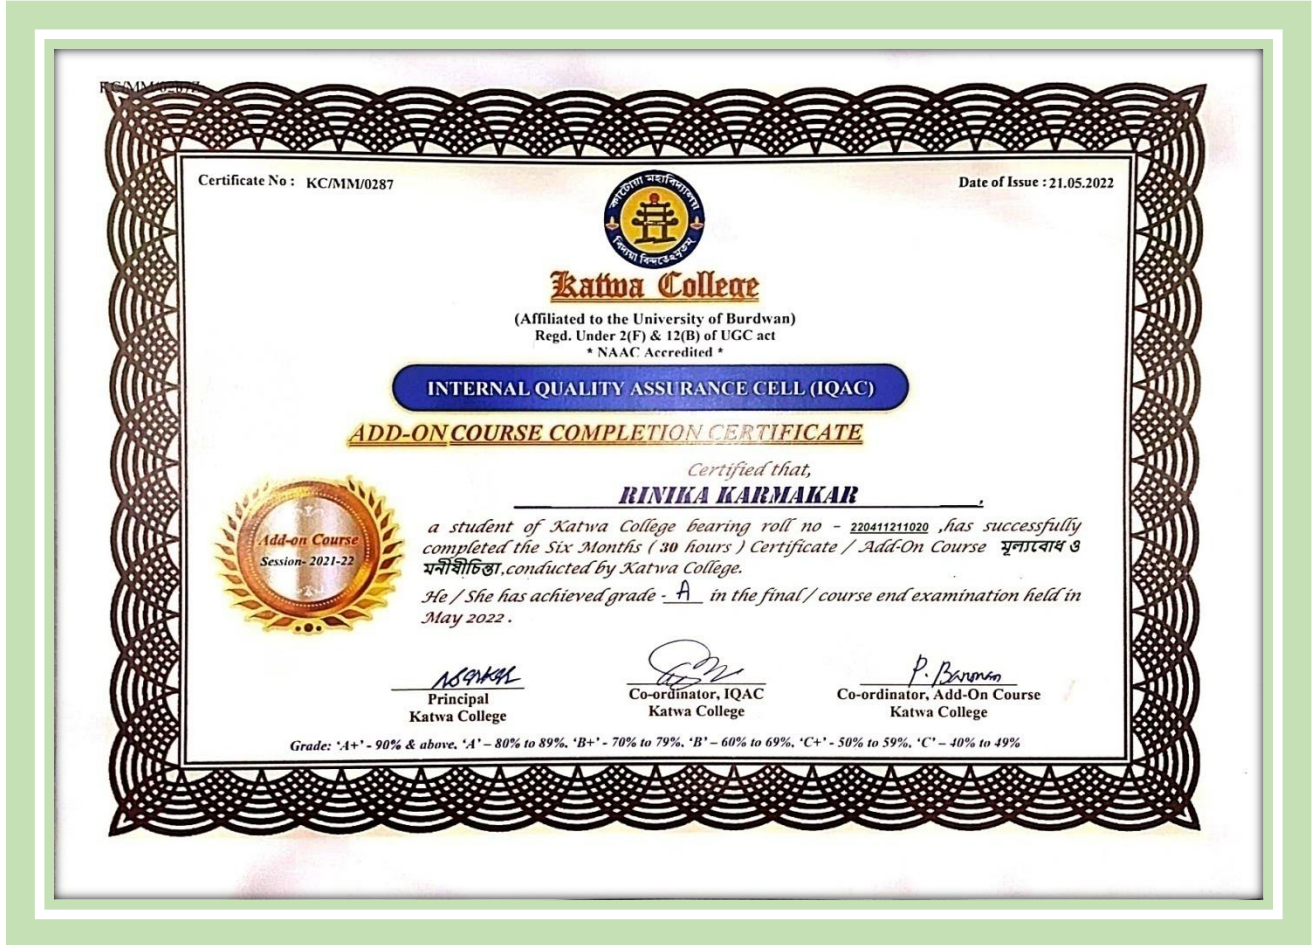 Certificate No : KC/MM/0287
Date of Issue : 21.05.2022
কাটোয়া মহাবিদ্যালয়
Katwa College
(Affiliated to the University of Burdwan)
Regd. Under 2(F) & 12(B) of UGC act
* NAAC Accredited *
INTERNAL QUALITY ASSURANCE CELL (IQAC)
ADD-ON COURSE COMPLETION CERTIFICATE
Certified that,
RINIKA KARMAKAR,
a student of Katwa College bearing roll no - 220411211020 ,has successfully
completed the Six Months ( 30 hours ) Certificate / Add-On Course মূল্যবোধ ও
মনীষীচিন্তা,conducted by Katwa College.
He / She has achieved grade - A in the final / course end examination held in
May 2022 .
Add-on Course
Session- 2021-22
P. Barman
Principal
Katwa College
Co-ordinator, IQAC
Katwa College
Co-ordinator, Add-On Course
Katwa College
Grade: 'A+' - 90% & above, 'A' – 80% to 89%, 'B+' - 70% to 79%, 'B' – 60% to 69%, 'C+' - 50% to 59%, 'C' – 40% to 49%